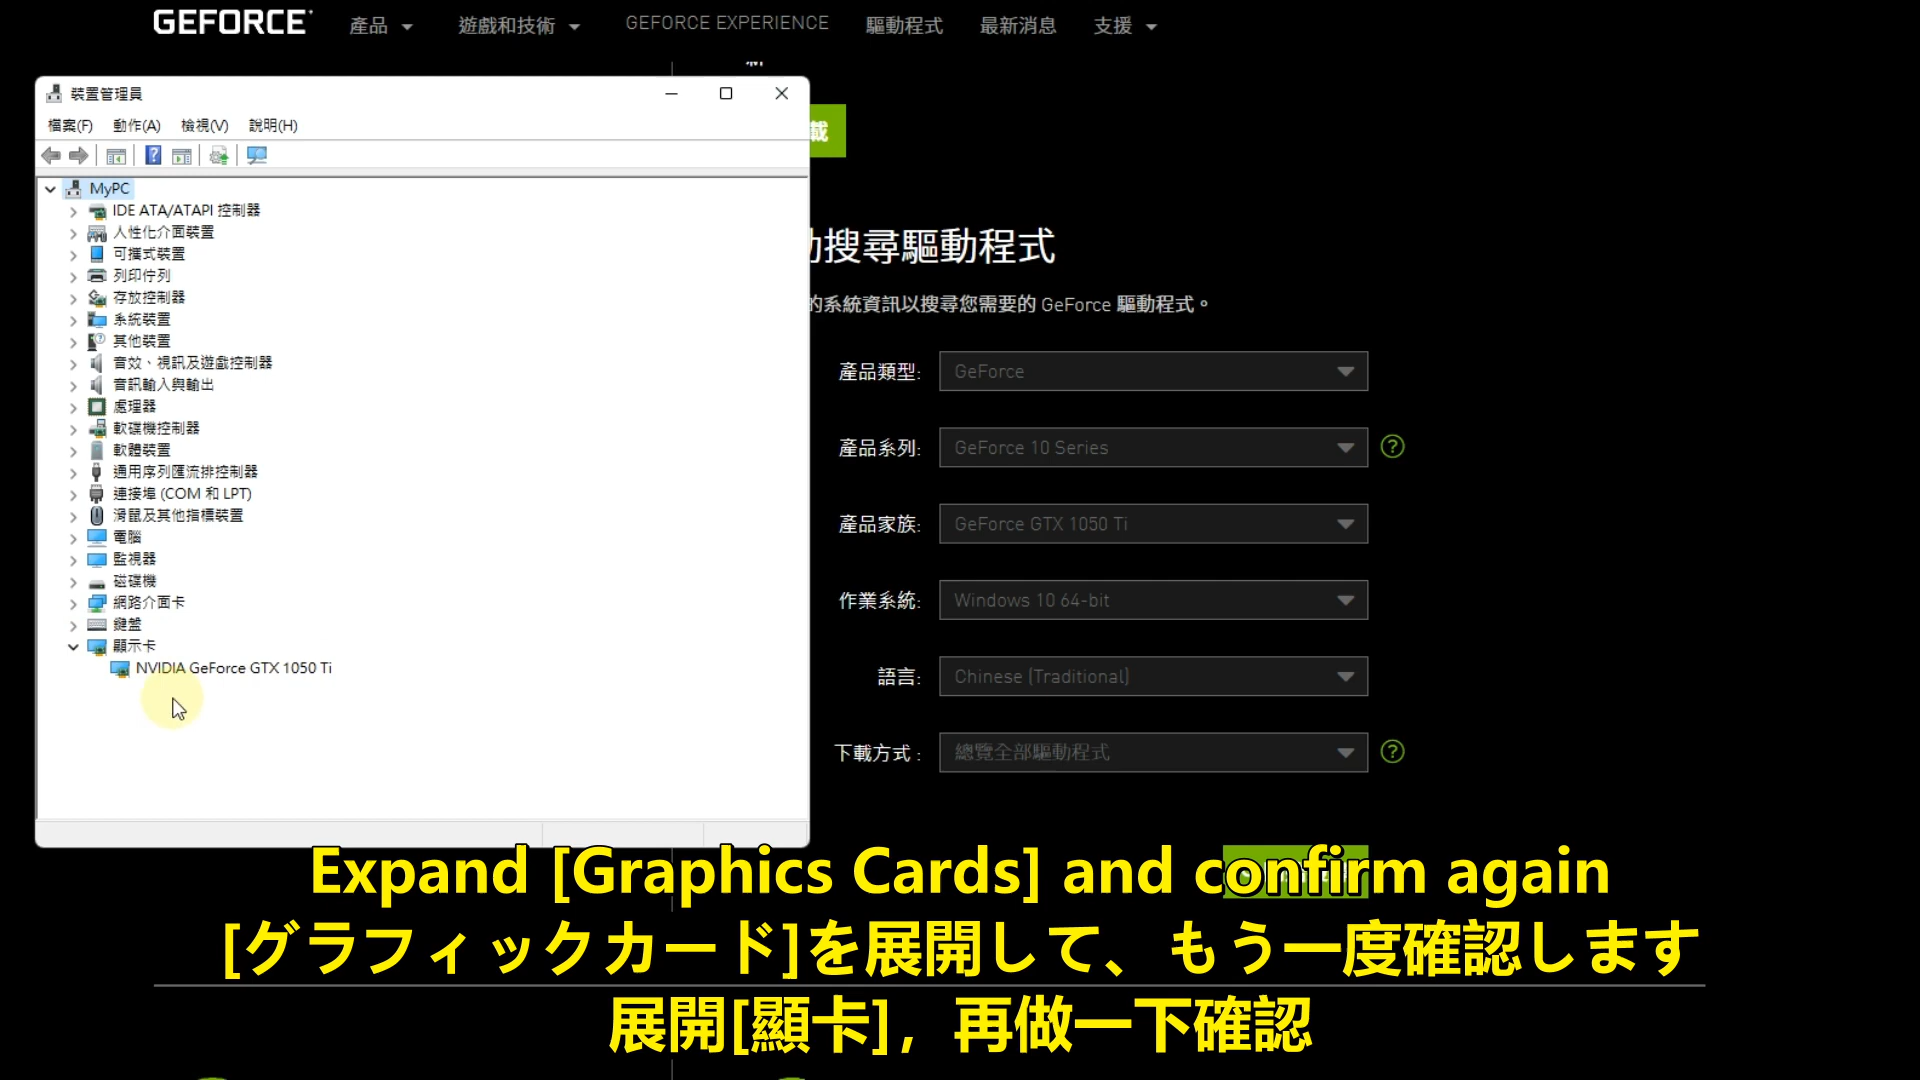 GEFORCE
產品
遊戲和技術
GEFORCE EXPERIENCE
驅動程式
最新消息
支援
裝置管理員
檔案(F) 動作(A) 檢視(V) 說明(H)
MyPC
IDE ATA/ATAPI 控制器
人性化介面裝置
可攜式裝置
列印佇列
存放控制器
系統裝置
其他裝置
音效、視訊及遊戲控制器
音訊輸入與輸出
處理器
軟碟機控制器
軟體裝置
通用序列匯流排控制器
連接埠 (COM 和 LPT)
滑鼠及其他指標裝置
電腦
監視器
磁碟機
網路介面卡
鍵盤
顯示卡
NVIDIA GeForce GTX 1050 Ti
載
搜尋驅動程式
的系統資訊以搜尋您需要的 GeForce 驅動程式。
產品類型: GeForce
產品系列: GeForce 10 Series
產品家族: GeForce GTX 1050 Ti
作業系統: Windows 10 64-bit
語言: Chinese (Traditional)
下載方式 : 總覽全部驅動程式
Expand [Graphics Cards] and confirm again
[グラフィックカード]を展開して、もう一度確認します
展開[顯卡]，再做一下確認